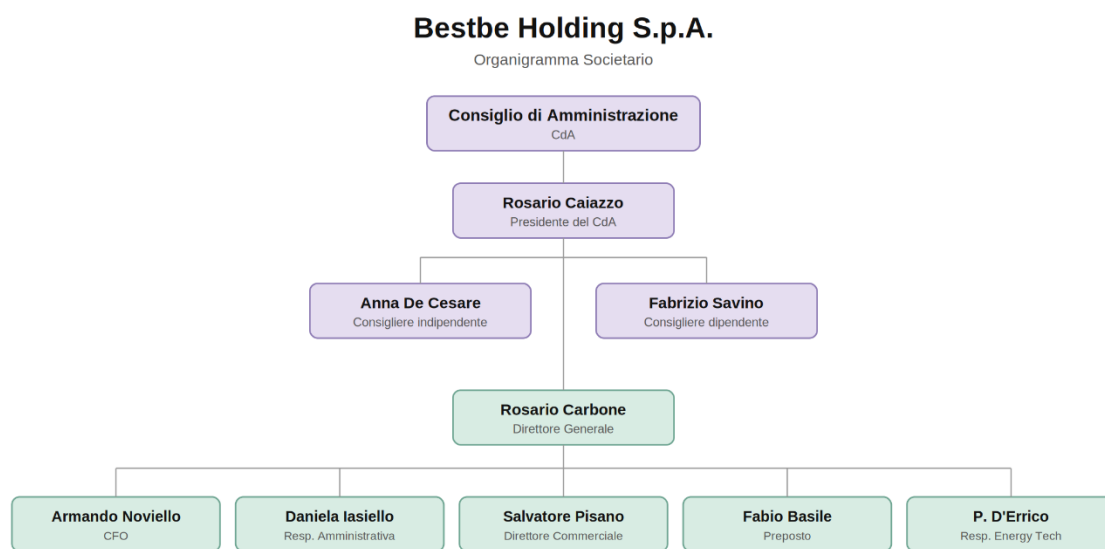 Bestbe Holding S.p.A.
Organigramma Societario
Consiglio di Amministrazione
CdA
Rosario Caiazzo
Presidente del CdA
Anna De Cesare
Consigliere indipendente
Fabrizio Savino
Consigliere dipendente
Rosario Carbone
Direttore Generale
Armando Noviello
CFO
Daniela Iasiello
Resp. Amministrativa
Salvatore Pisano
Direttore Commerciale
Fabio Basile
Preposto
P. D'Errico
Resp. Energy Tech